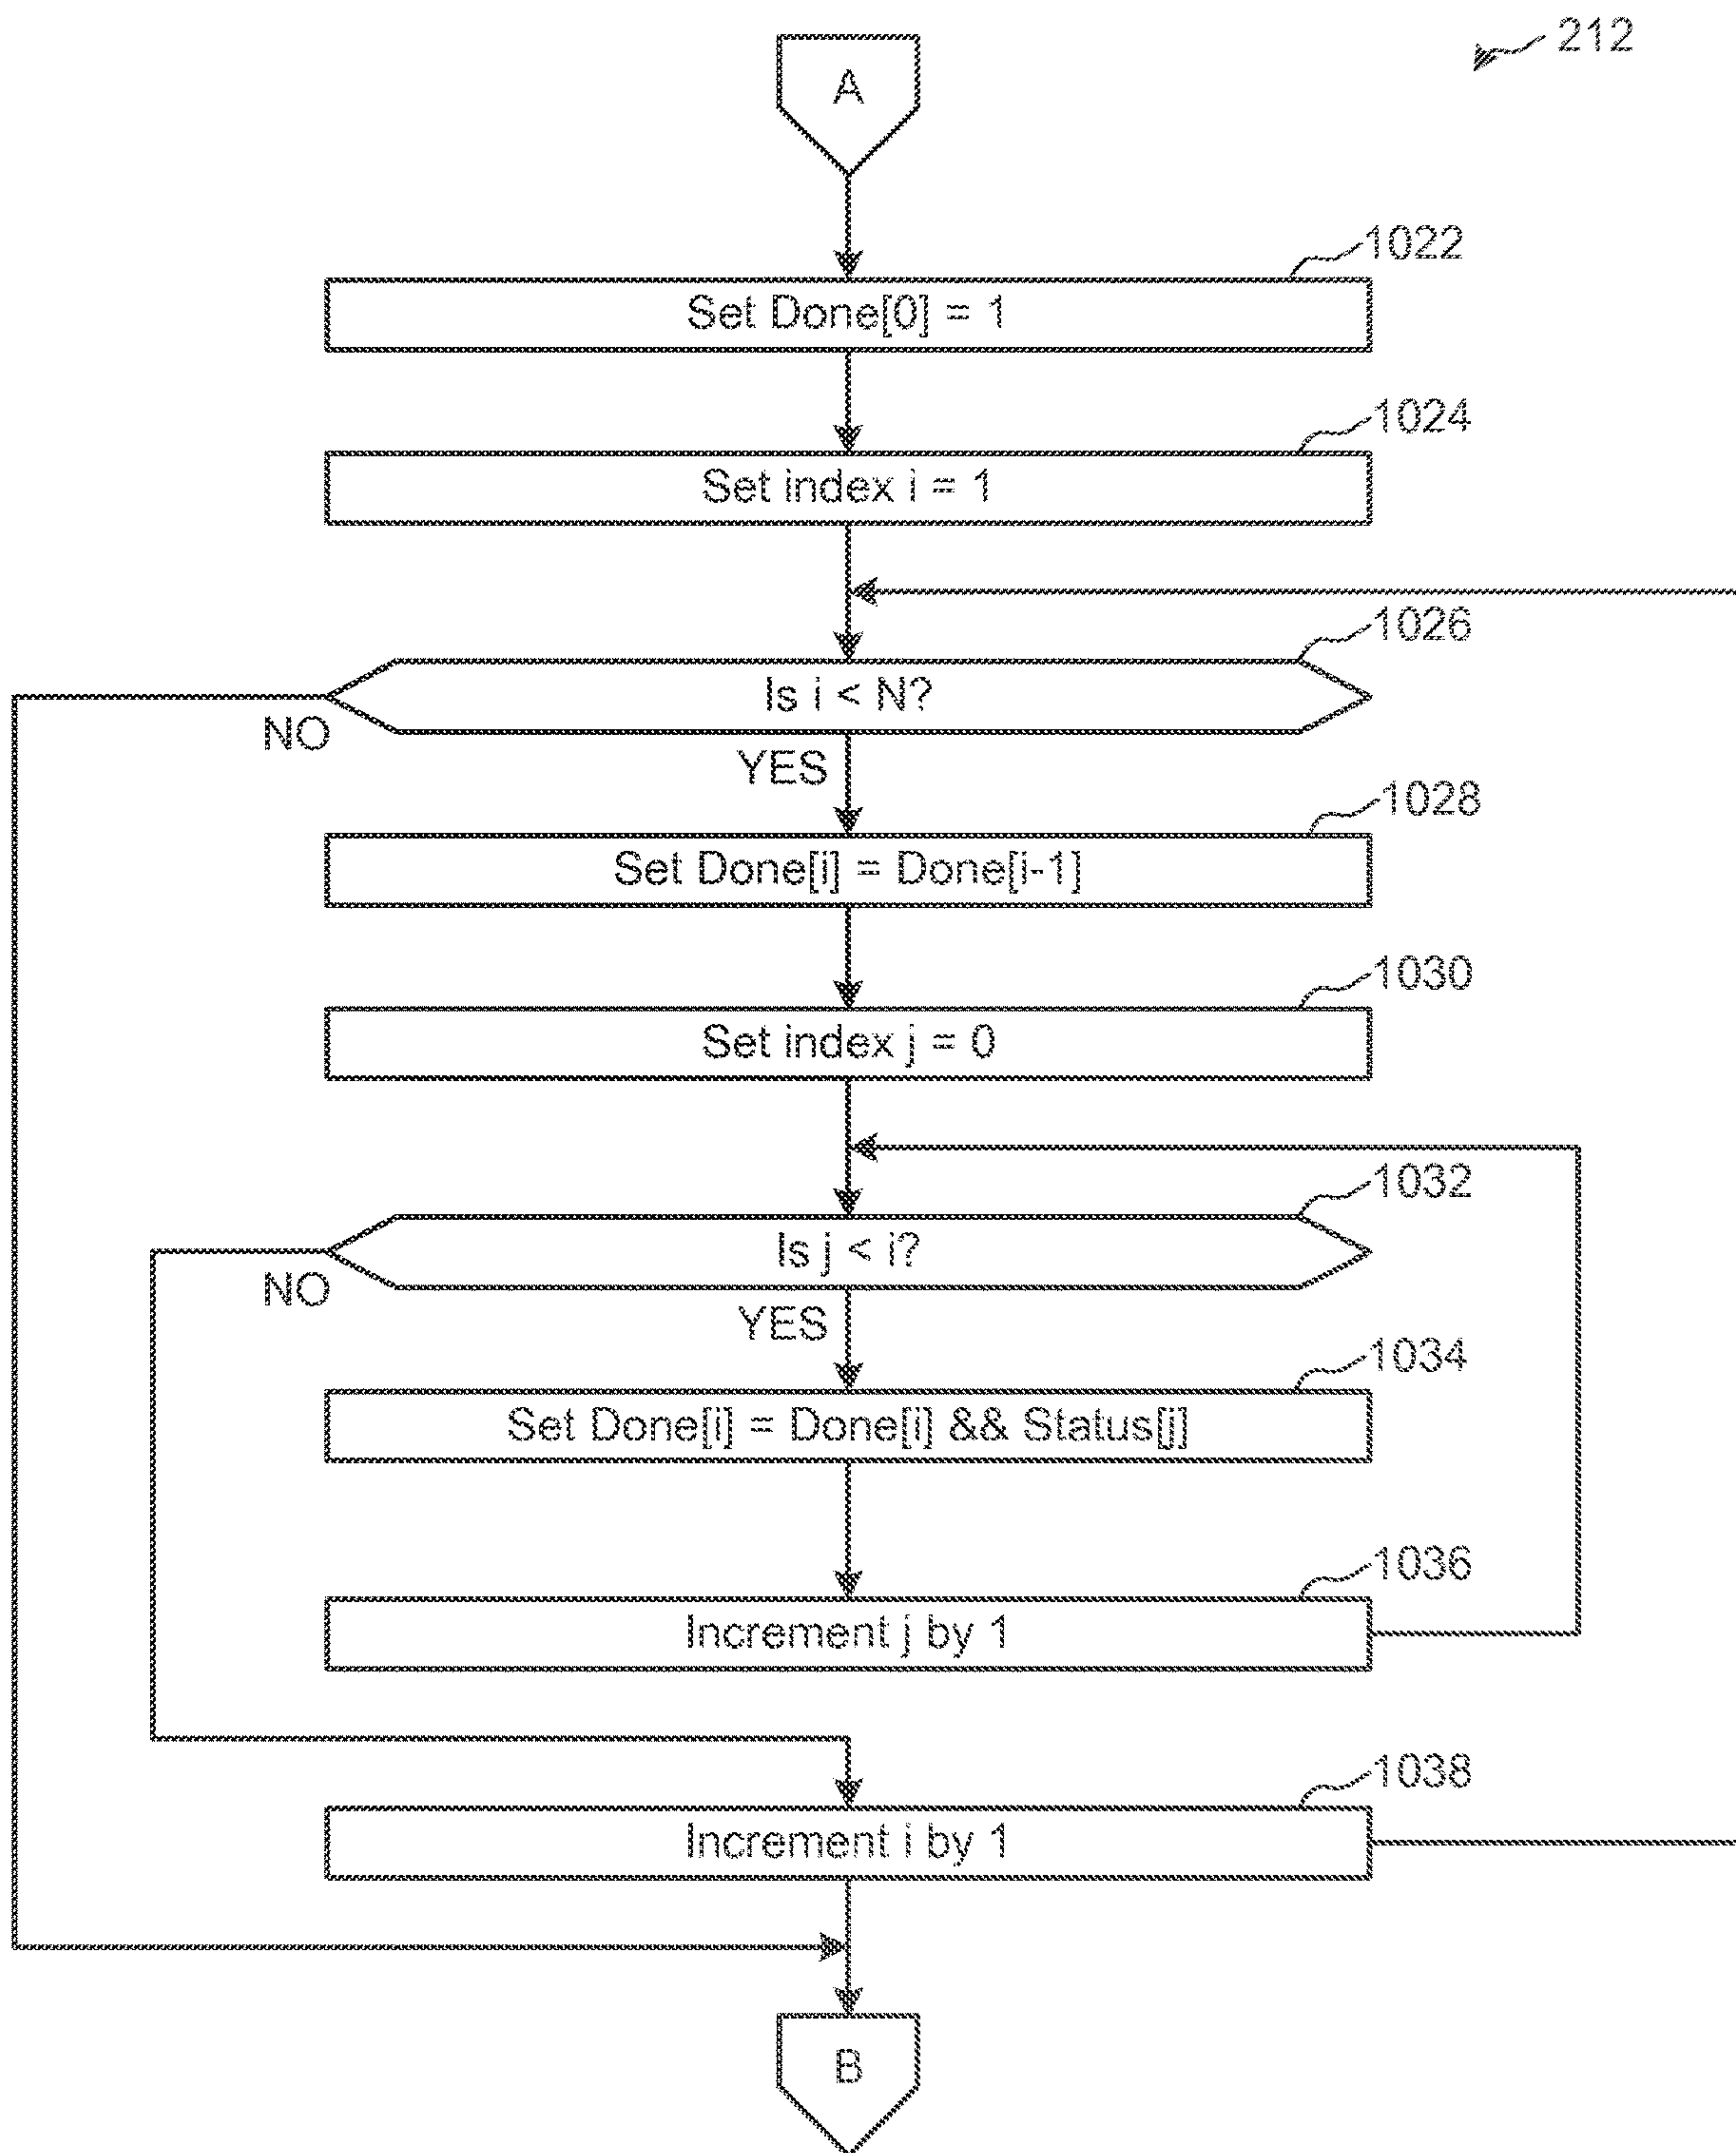 212
A
1022
Set Done[0] = 1
1024
Set index i = 1
1026
Is i < N?
NO
YES
1028
Set Done[i] = Done[i-1]
1030
Set index j = 0
1032
Is j < i?
NO
YES
1034
Set Done[i] = Done[i] && Status[j]
1036
Increment j by 1
1038
Increment i by 1
B